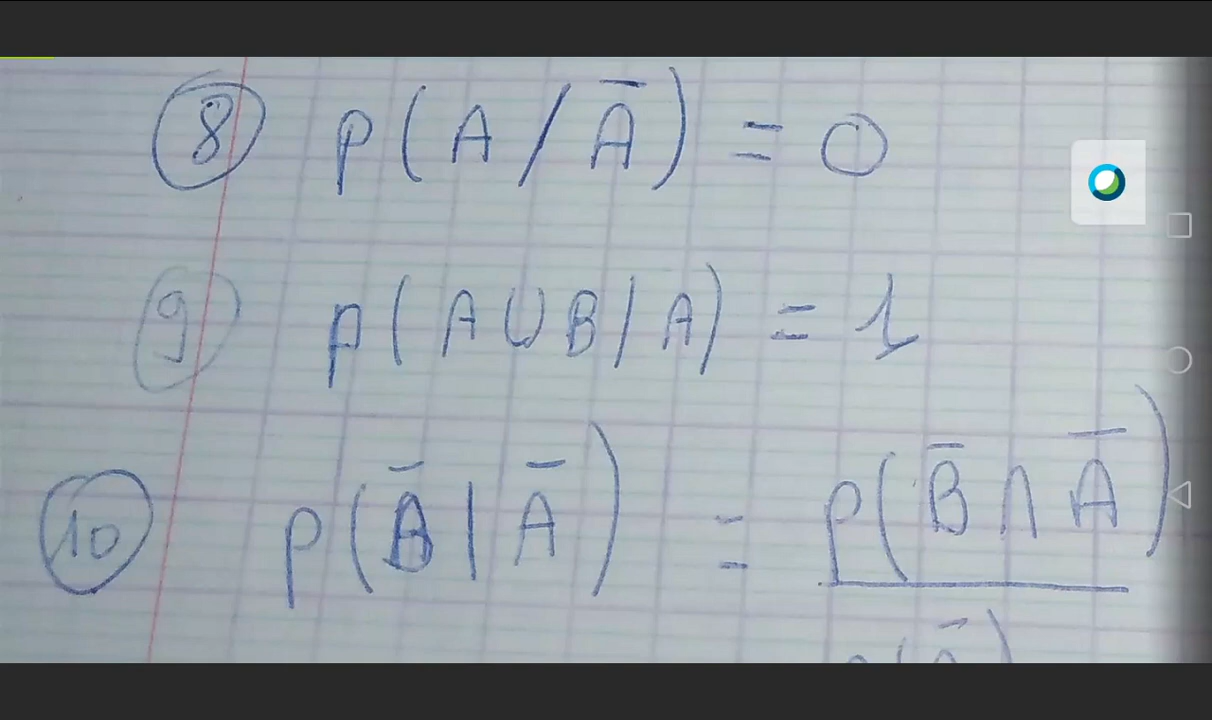 8 P(A/Ā) = 0
9 P(A∪B|A) = 1
10 P(B̄|Ā) = P(B̄∩Ā)
(Ā)